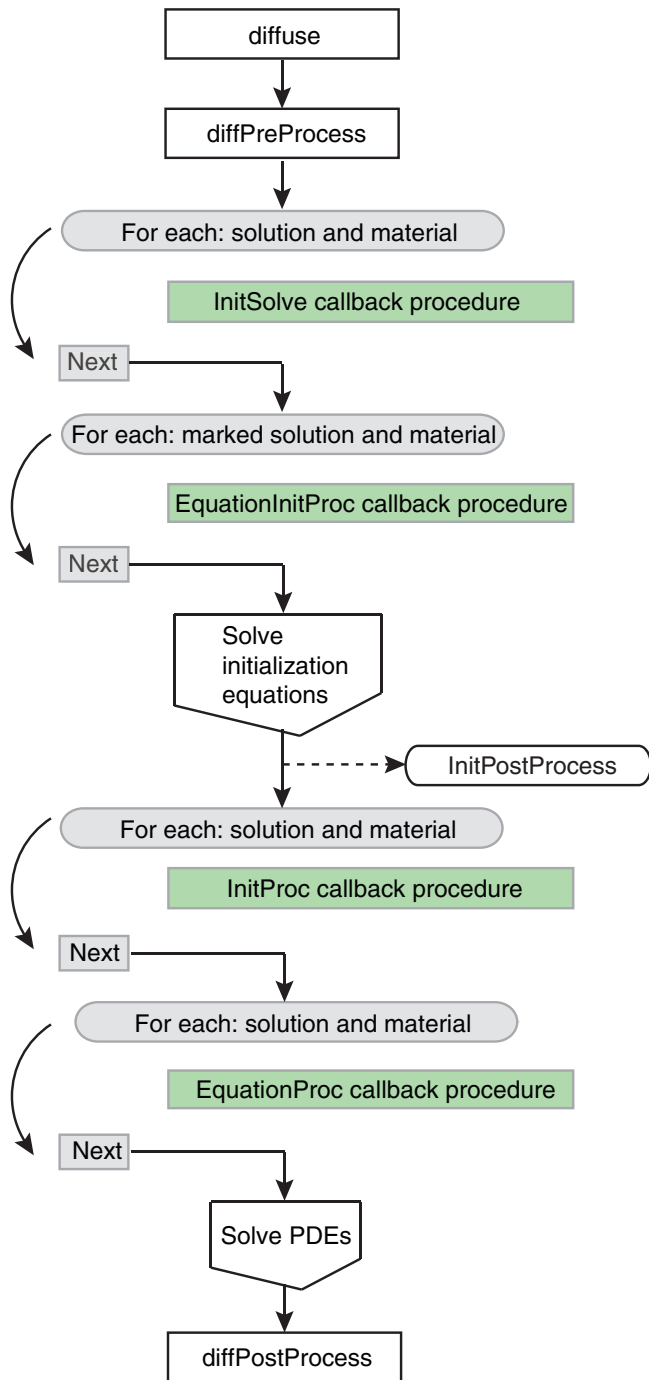 diffuse
diffPreProcess
For each: solution and material
InitSolve callback procedure
Next
For each: marked solution and material
EquationInitProc callback procedure
Next
Solve
initialization
equations
InitPostProcess
For each: solution and material
InitProc callback procedure
Next
For each: solution and material
EquationProc callback procedure
Next
Solve PDEs
diffPostProcess